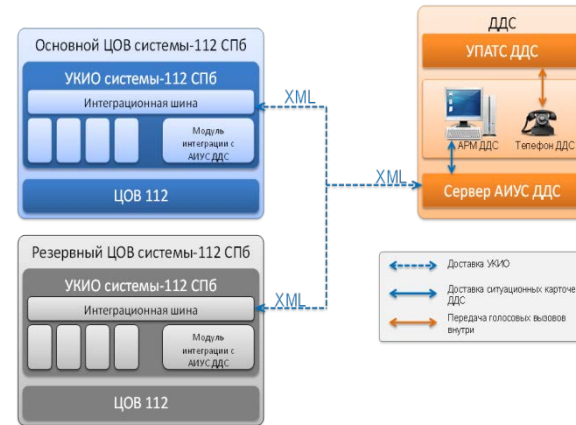 Основной ЦОВ системы-112 СПб
УКИО системы-112 СПб
Интеграционная шина
Модуль
интеграции с
АИУС ДДС
ЦОВ 112
Резервный ЦОВ системы-112 СПб
УКИО системы-112 СПб
Интеграционная шина
Модуль
интеграции с
АИУС ДДС
ЦОВ 112
XML
XML
XML
ДДС
УПАТС ДДС
АРМ ДДС
Телефон ДДС
Сервер АИУС ДДС
Доставка УКИО
Доставка ситуационных карточе
ДДС
Передача голосовых вызовов
внутри